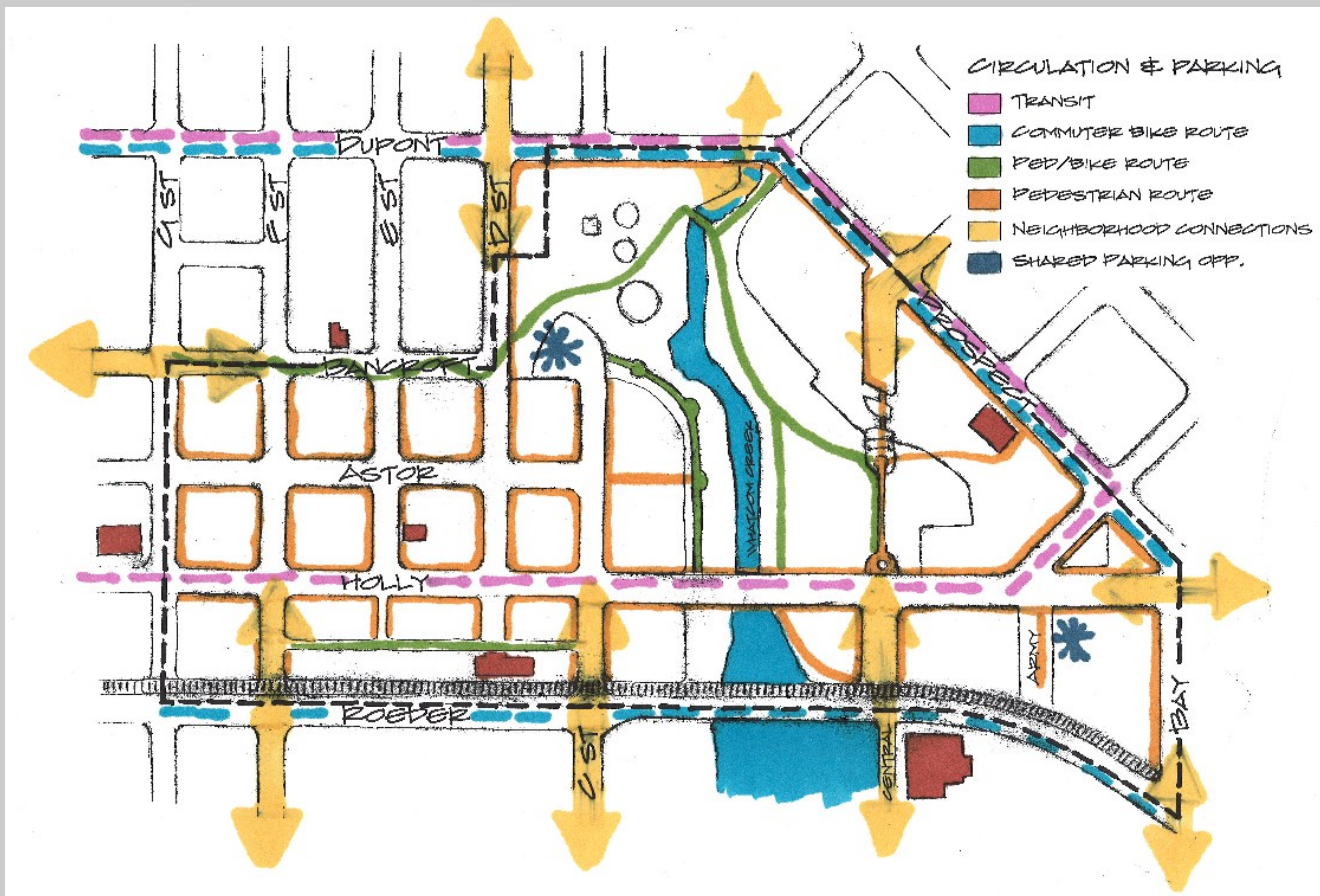 CIRCULATION & PARKING
TRANSIT
COMMUTER BIKE ROUTE
PED/BIKE ROUTE
PEDESTRIAN ROUTE
NEIGHBORHOOD CONNECTIONS
SHARED PARKING OPP.
DUPONT
G ST
F ST
E ST
D ST
PROSPECT
BANCROFT
ASTOR
WHATCOM CREEK
HOLLY
ARMY
ROEDER
C ST
CENTRAL
BAY